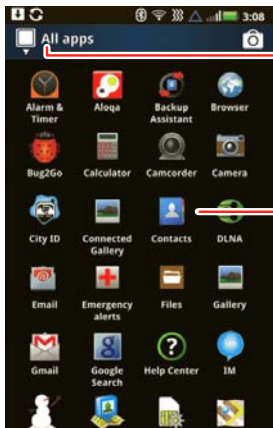 3:08
All apps
Alarm & Timer
Aloqa
Backup Assistant
Browser
Bug2Go
Calculator
Camcorder
Camera
City ID
Connected Gallery
Contacts
DLNA
Email
Emergency alerts
Files
Gallery
Gmail
8
Google Search
?
Help Center
IM